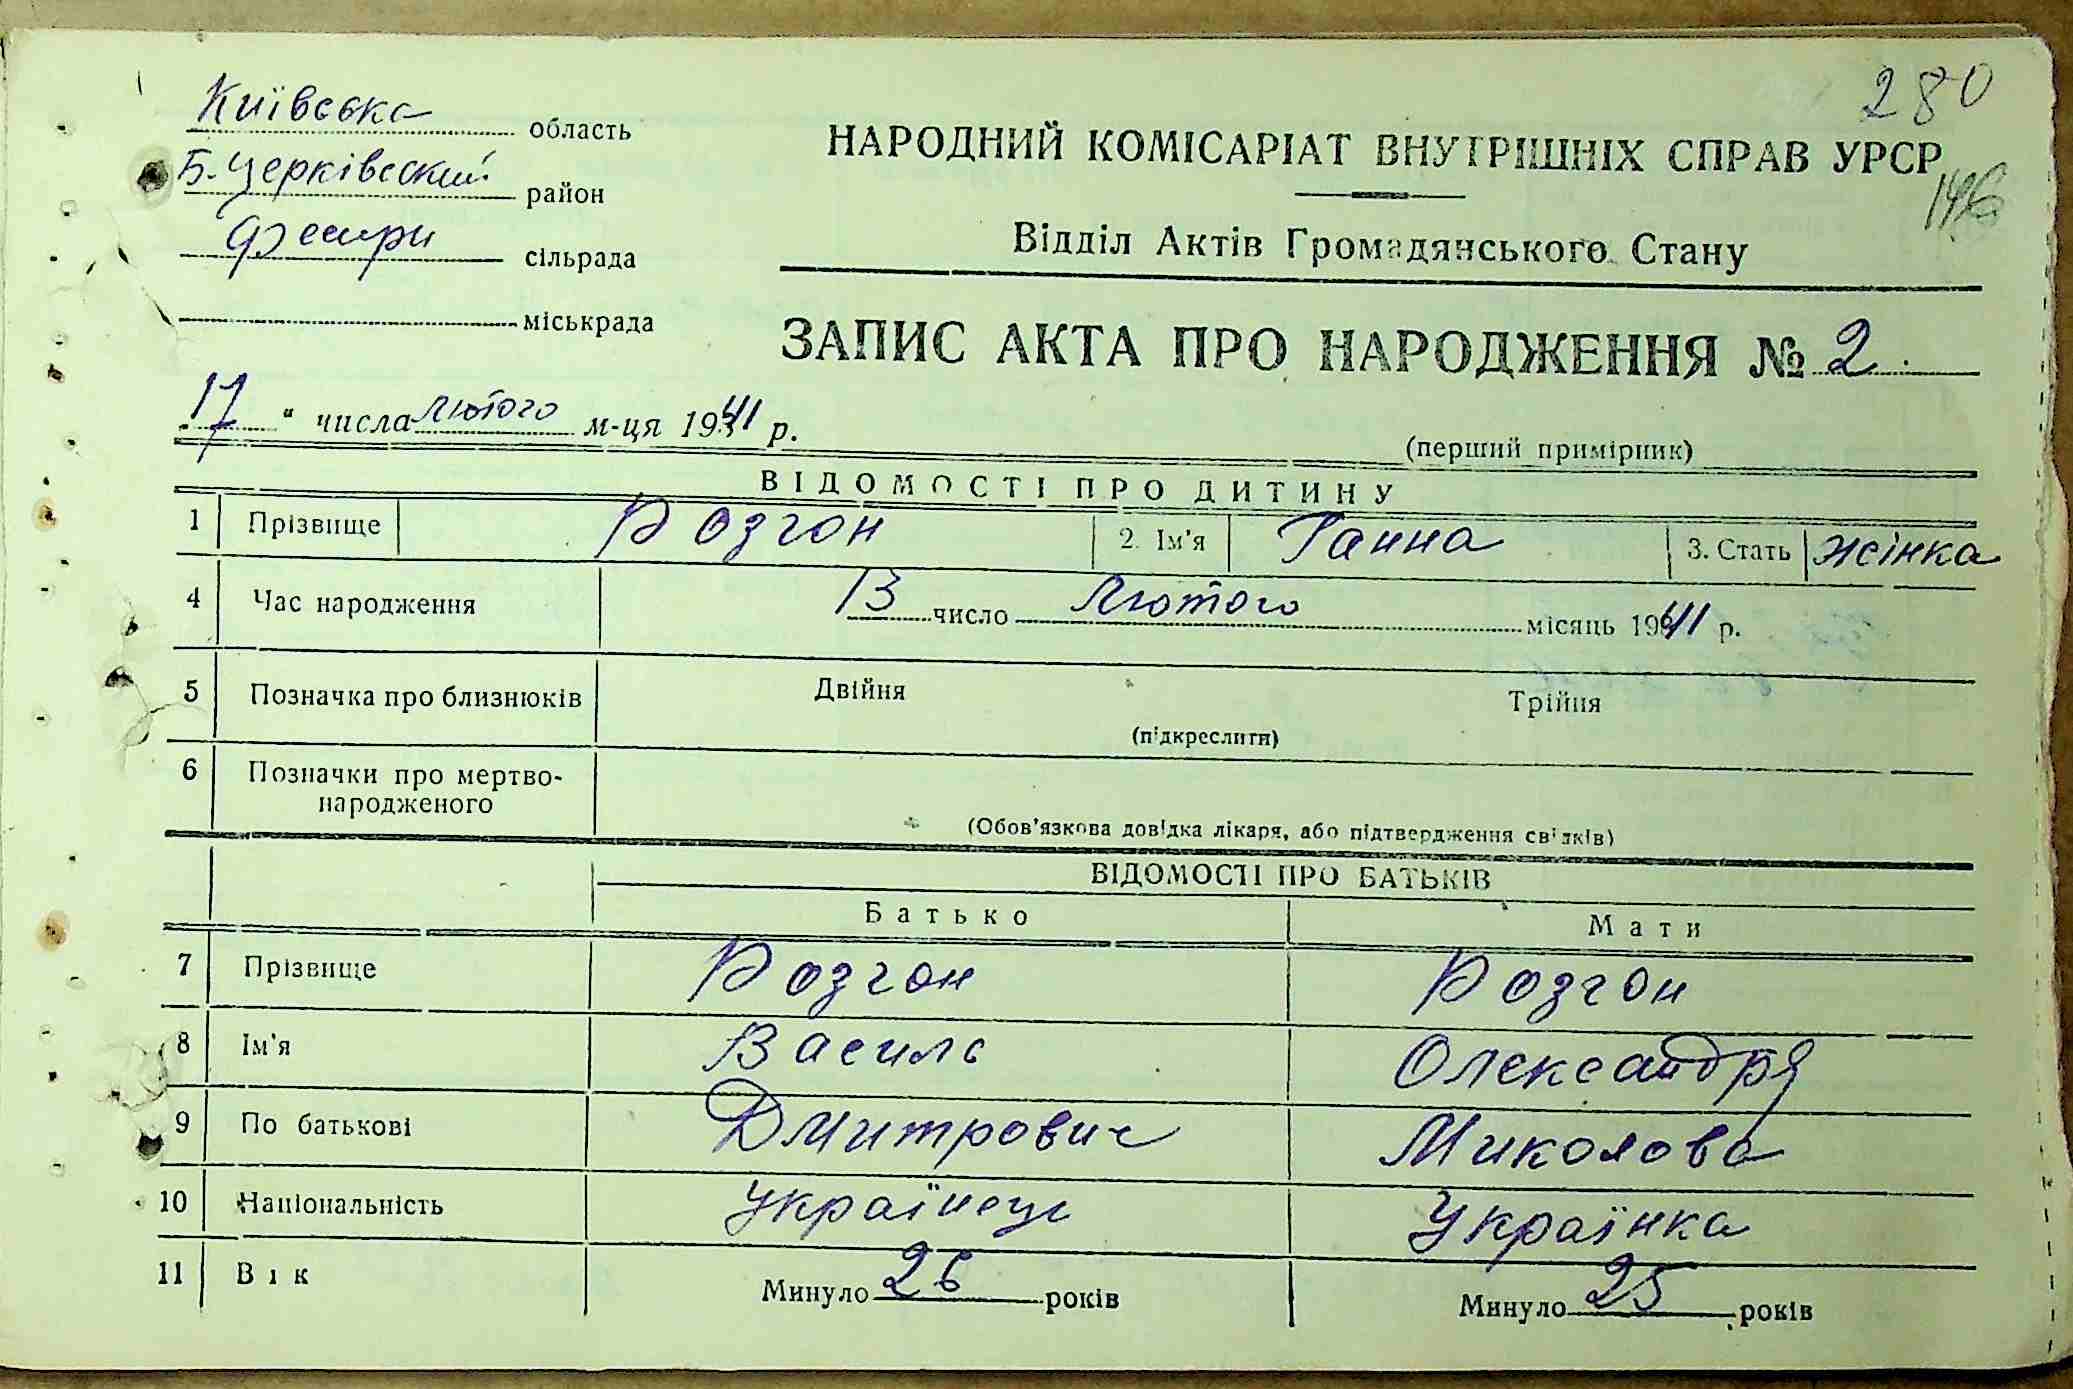 280
Київська область
Б-Церківський район
Фесири сільрада
міськрада
НАРОДНИЙ КОМІСАРІАТ ВНУТРІШНІХ СПРАВ УРСР
146
Відділ Актів Громадянського Стану
ЗАПИС АКТА ПРО НАРОДЖЕННЯ № 2
17 " числа Лютого м-ця 1941 р.
(перший примірник)
ВІДОМОСТІ ПРО ДИТИНУ
1 Прізвище Розгон 2. Ім'я Ганна 3. Стать жінка
4 Час народження 13 число Лютого місяць 1941 р.
5 Позначка про близнюків Двійня Трійня
(підкреслити)
6 Позначки про мертво-
народженого
(Обов'язкова довідка лікаря, або підтвердження свідків)
ВІДОМОСТІ ПРО БАТЬКІВ
Батько Мати
7 Прізвище Розгон Розгон
8 Ім'я Василь Олександра
9 По батькові Дмитрович Миколова
10 Національність Українець Українка
11 Вік Минуло 26 років Минуло 25 років